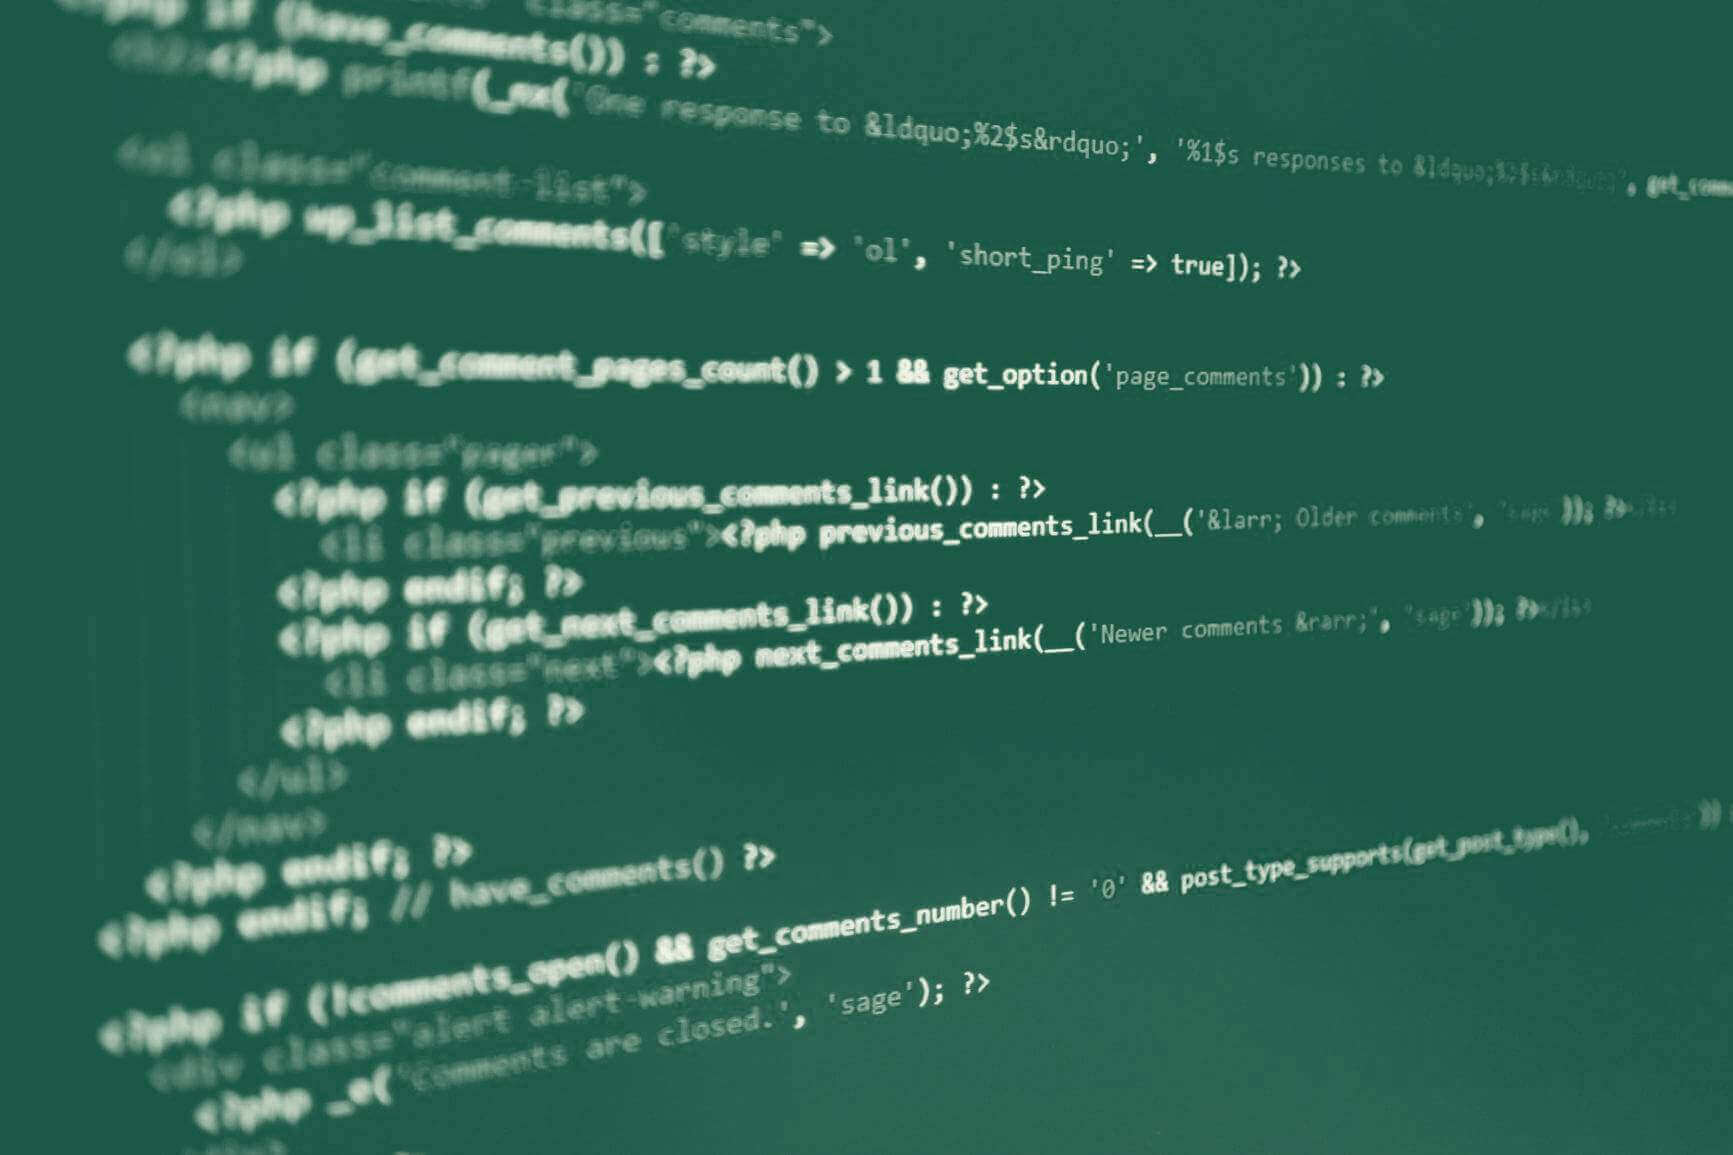 class="comments">
<?php if (have_comments()) : ?>
<h2><?php printf(_nx('One response to &ldquo;%2$s&rdquo;', '%1$s responses to &ldquo;%2$s&rdquo;', get_comm
<ol class="comment-list">
<?php wp_list_comments(['style' => 'ol', 'short_ping' => true]); ?>
</ol>
<?php if (get_comment_pages_count() > 1 && get_option('page_comments')) : ?>
<nav>
<ul class="pager">
<?php if (get_previous_comments_link()) : ?>
<li class="previous"><?php previous_comments_link(__('&larr; Older comments', 'sage')); ?></li>
<?php endif; ?>
<?php if (get_next_comments_link()) : ?>
<li class="next"><?php next_comments_link(__('Newer comments &rarr;', 'sage')); ?></li>
<?php endif; ?>
</ul>
</nav>
<?php endif; ?>
<?php endif; // have_comments() ?>
<?php if (!comments_open() && get_comments_number() != '0' && post_type_supports(get_post_type(), 'comments'))
<div class="alert alert-warning">
<?php _e('Comments are closed.', 'sage'); ?>